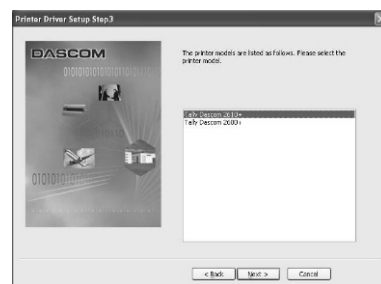 Printer Driver Setup Step3
DASCOM
The printer models are listed as follows. Please select the
printer model.
Tally Dascom 2610+
Tally Dascom 2600+
< Back
Next >
Cancel